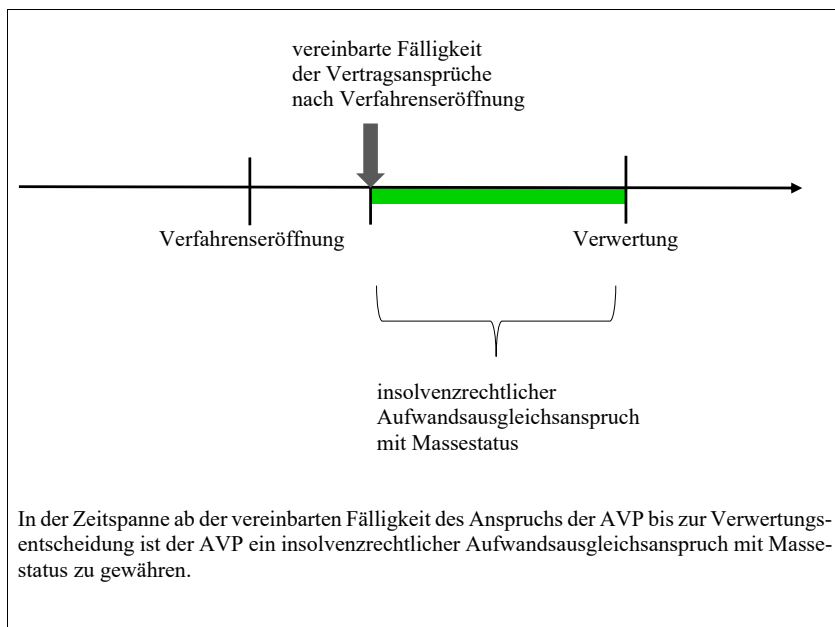 vereinbarte Fälligkeit
der Vertragsansprüche
nach Verfahrenseröffnung
Verfahrenseröffnung
Verwertung
insolvenzrechtlicher
Aufwandsausgleichsanspruch
mit Massestatus
In der Zeitspanne ab der vereinbarten Fälligkeit des Anspruchs der AVP bis zur Verwertungs-
entscheidung ist der AVP ein insolvenzrechtlicher Aufwandsausgleichsanspruch mit Masse-
status zu gewähren.